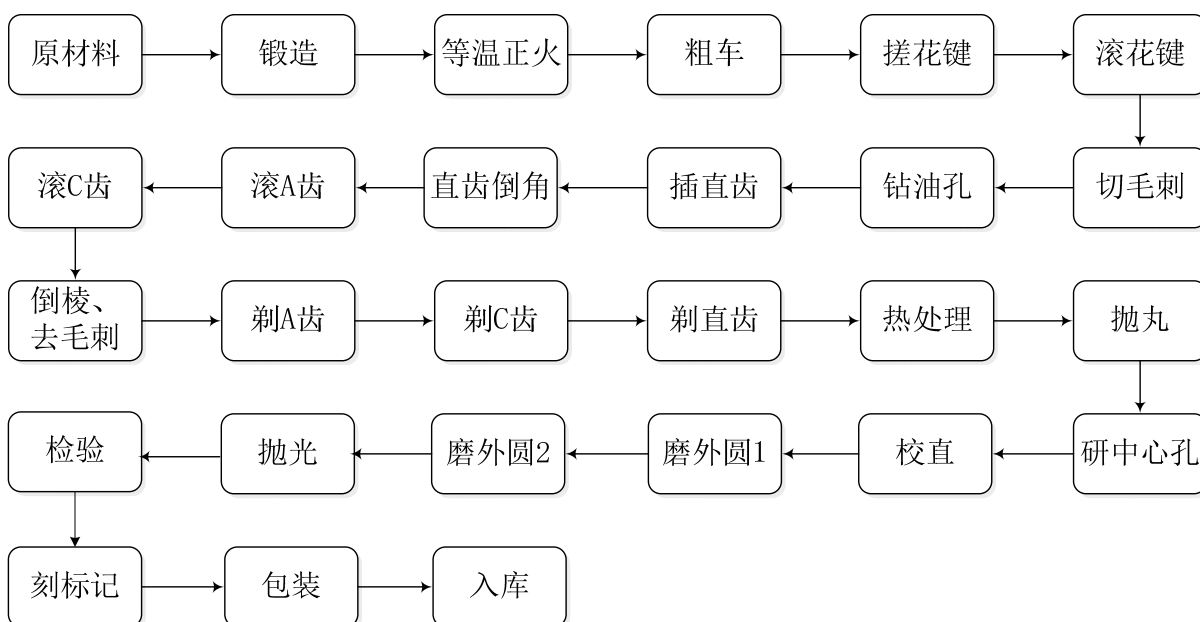 原材料
锻造
等温正火
粗车
搓花键
滚花键
切毛刺
钻油孔
插直齿
直齿倒角
滚A齿
滚C齿
倒棱、
去毛刺
剃A齿
剃C齿
剃直齿
热处理
抛丸
研中心孔
校直
磨外圆1
磨外圆2
抛光
检验
刻标记
包装
入库